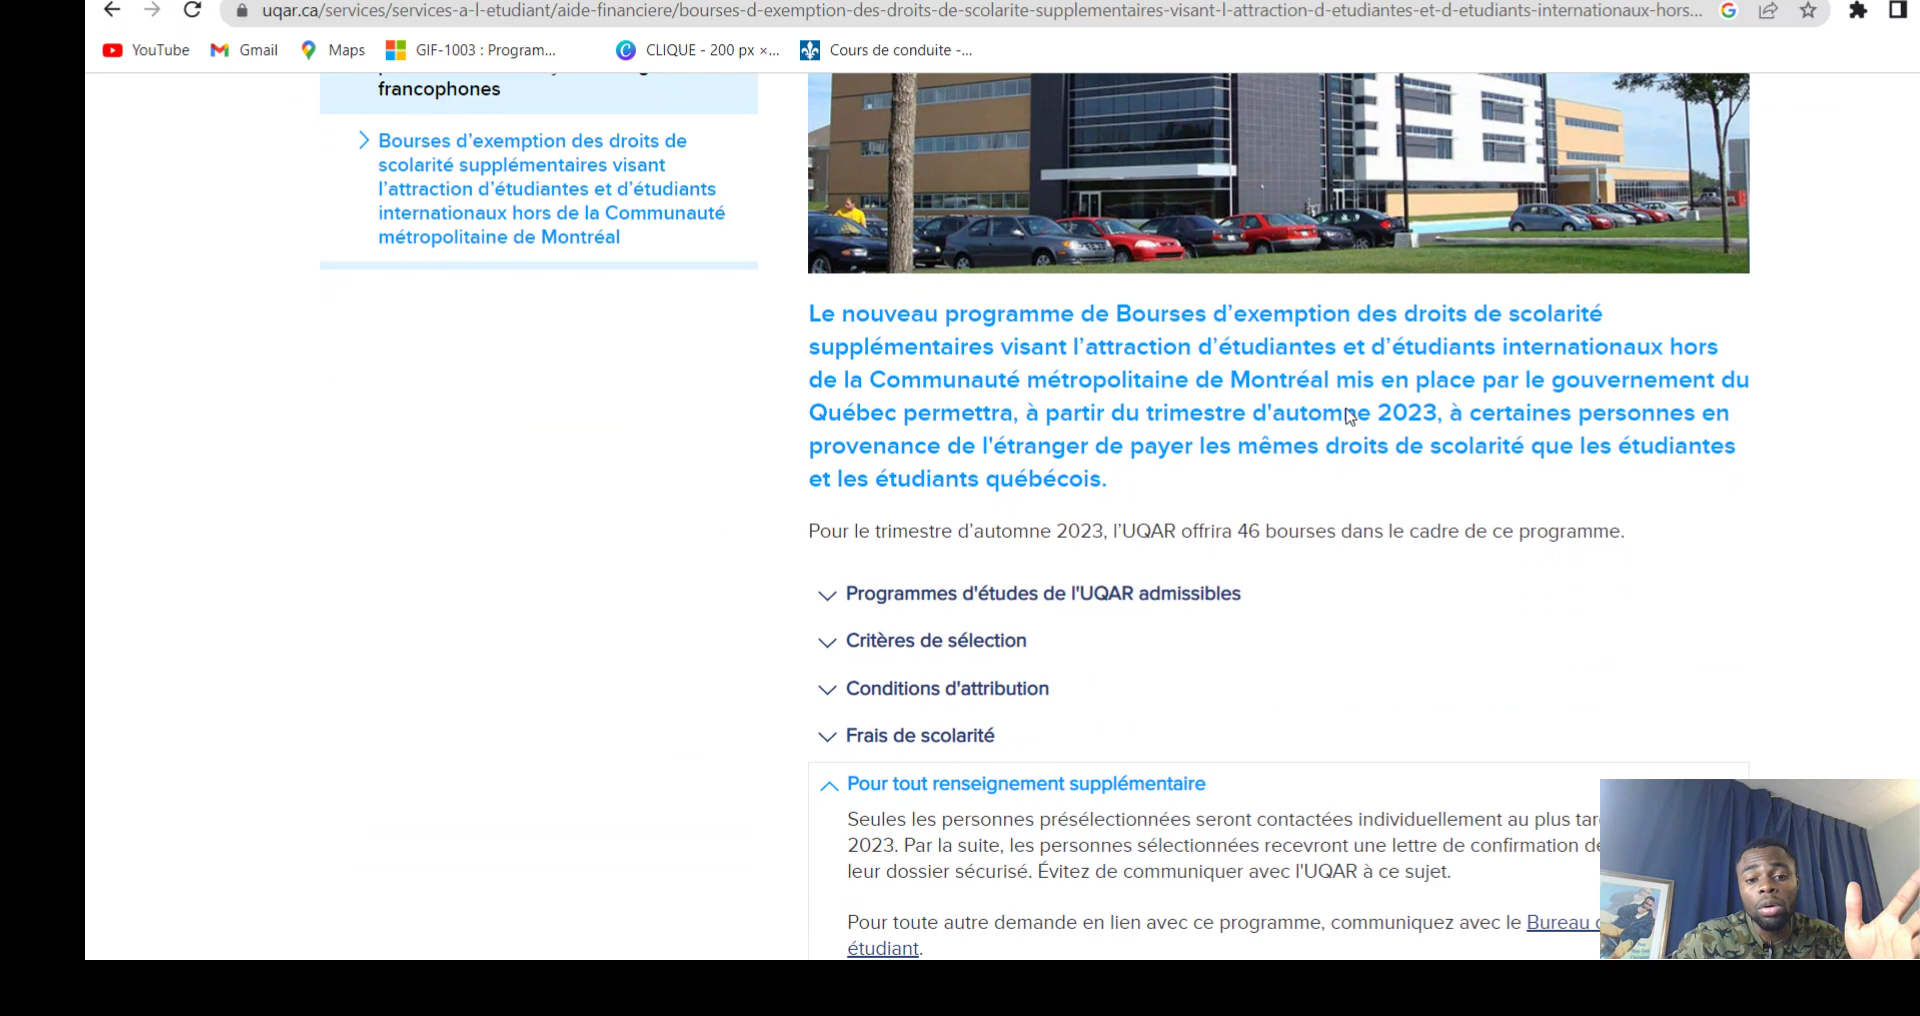 uqar.ca/services/services-a-l-etudiant/aide-financiere/bourses-d-exemption-des-droits-de-scolarite-supplementaires-visant-l-attraction-d-etudiantes-et-d-etudiants-internationaux-hors...
YouTube Gmail Maps GIF-1003 : Program... CLIQUE - 200 px ×... Cours de conduite -...
francophones
Bourses d’exemption des droits de
scolarité supplémentaires visant
l’attraction d’étudiantes et d’étudiants
internationaux hors de la Communauté
métropolitaine de Montréal
Le nouveau programme de Bourses d’exemption des droits de scolarité
supplémentaires visant l’attraction d’étudiantes et d’étudiants internationaux hors
de la Communauté métropolitaine de Montréal mis en place par le gouvernement du
Québec permettra, à partir du trimestre d'automne 2023, à certaines personnes en
provenance de l'étranger de payer les mêmes droits de scolarité que les étudiantes
et les étudiants québécois.
Pour le trimestre d’automne 2023, l’UQAR offrira 46 bourses dans le cadre de ce programme.
Programmes d'études de l'UQAR admissibles
Critères de sélection
Conditions d'attribution
Frais de scolarité
Pour tout renseignement supplémentaire
Seules les personnes présélectionnées seront contactées individuellement au plus
2023. Par la suite, les personnes sélectionnées recevront une lettre de confirmation
leur dossier sécurisé. Évitez de communiquer avec l'UQAR à ce sujet.
Pour toute autre demande en lien avec ce programme, communiquez avec le Bureau
étudiant.